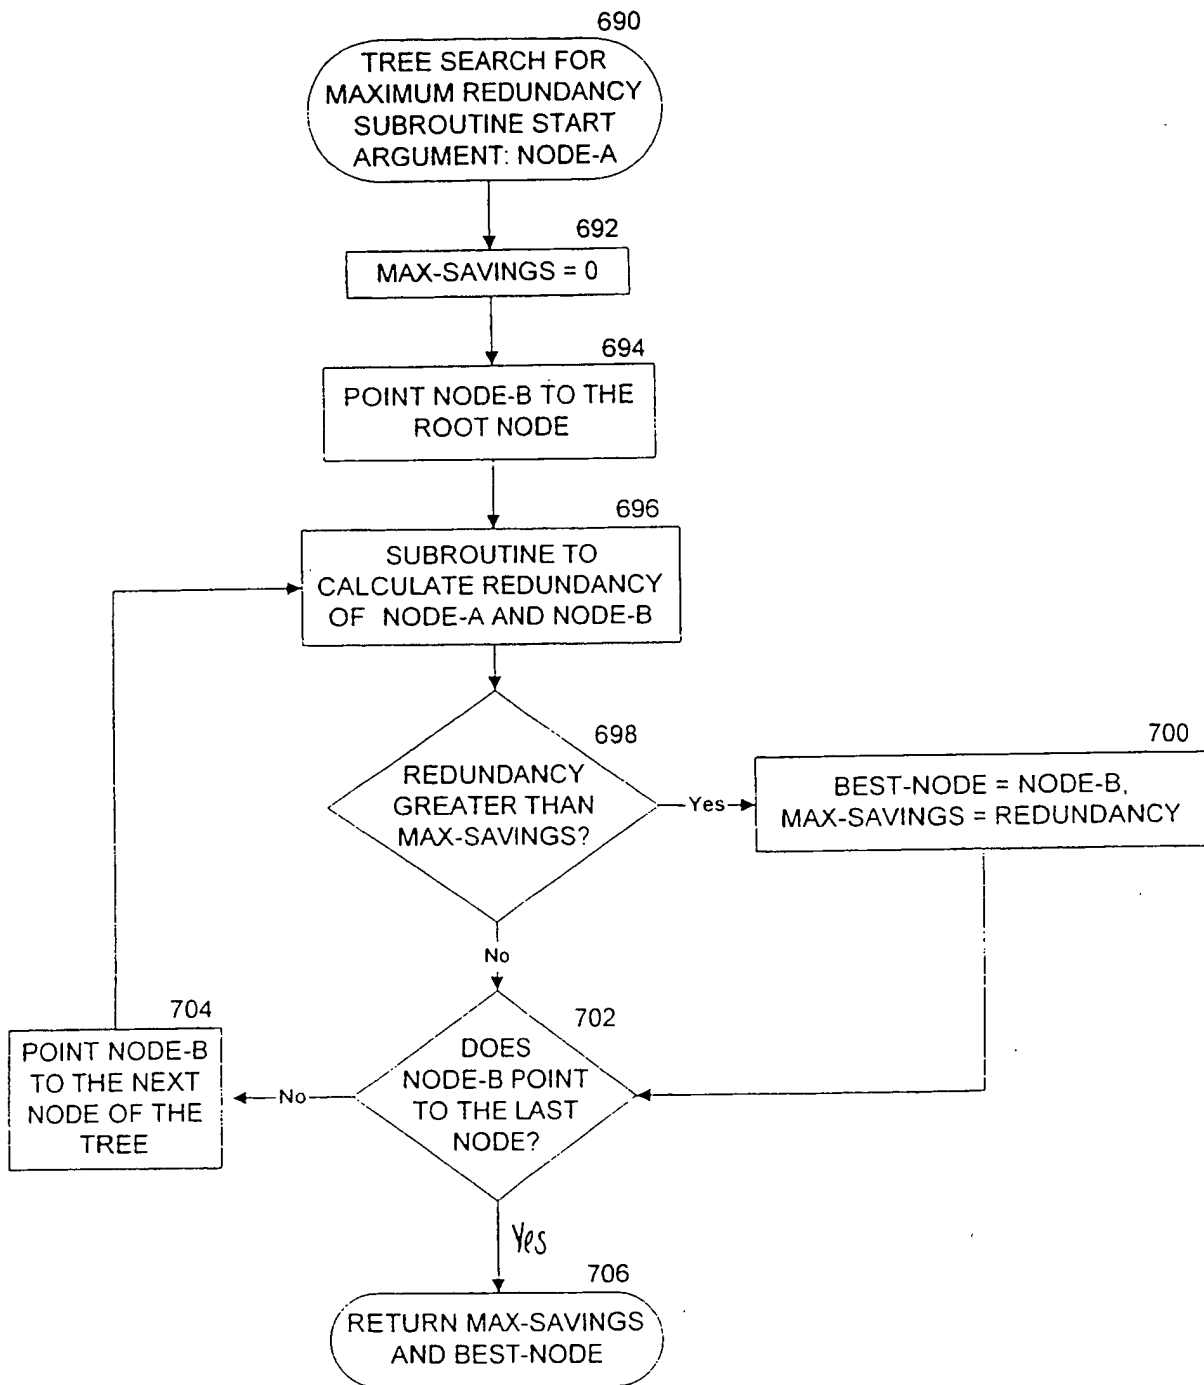 690
TREE SEARCH FOR
MAXIMUM REDUNDANCY
SUBROUTINE START
ARGUMENT: NODE-A
692
MAX-SAVINGS = 0
694
POINT NODE-B TO THE
ROOT NODE
696
SUBROUTINE TO
CALCULATE REDUNDANCY
OF NODE-A AND NODE-B
698
REDUNDANCY
GREATER THAN
MAX-SAVINGS?
Yes
700
BEST-NODE = NODE-B,
MAX-SAVINGS = REDUNDANCY
No
702
DOES
NODE-B POINT
TO THE LAST
NODE?
No
704
POINT NODE-B
TO THE NEXT
NODE OF THE
TREE
Yes
706
RETURN MAX-SAVINGS
AND BEST-NODE